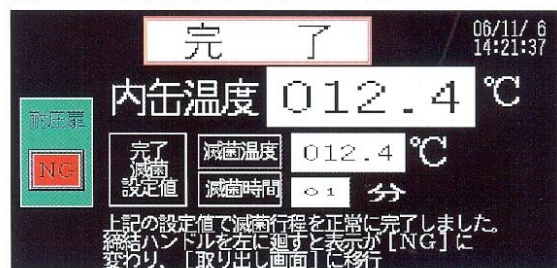 完 了
06/11/ 6
14:21:37
内缶温度 012.4 ℃
耐圧扉
NG
完了
滅菌
設定値
滅菌温度 012.4 ℃
滅菌時間 01 分
上記の設定値で滅菌行程を正常に完了しました。
締結ハンドルを左に廻すと表示が［NG］に
変わり、［取り出し画面］に移行